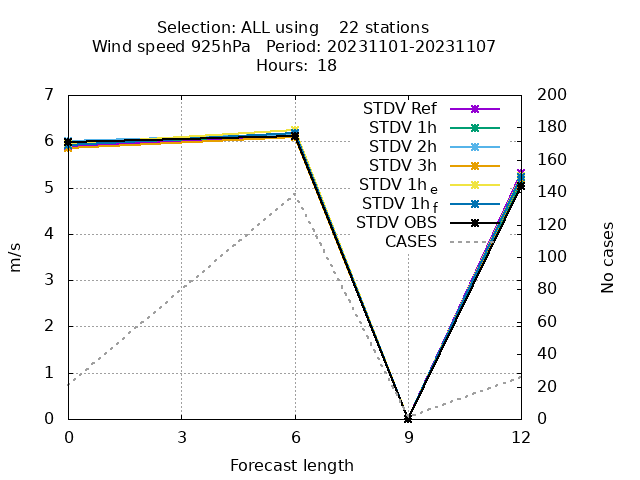 Selection: ALL using    22 stations
Wind speed 925hPa   Period: 20231101-20231107
Hours: 18
7
6
5
4
3
2
1
0
200
180
160
140
120
100
80
60
40
20
0
STDV Ref
STDV 1h
STDV 2h
STDV 3h
STDV 1h e
STDV 1h f
STDV OBS
CASES
m/s
No cases
0 3 6 9 12
Forecast length